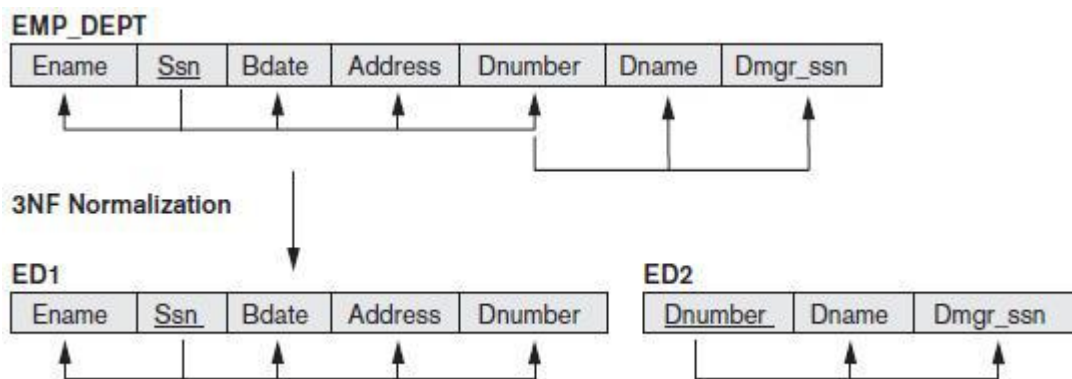 EMP_DEPT
Ename Ssn Bdate Address Dnumber Dname Dmgr_ssn
3NF Normalization
ED1
Ename Ssn Bdate Address Dnumber
ED2
Dnumber Dname Dmgr_ssn